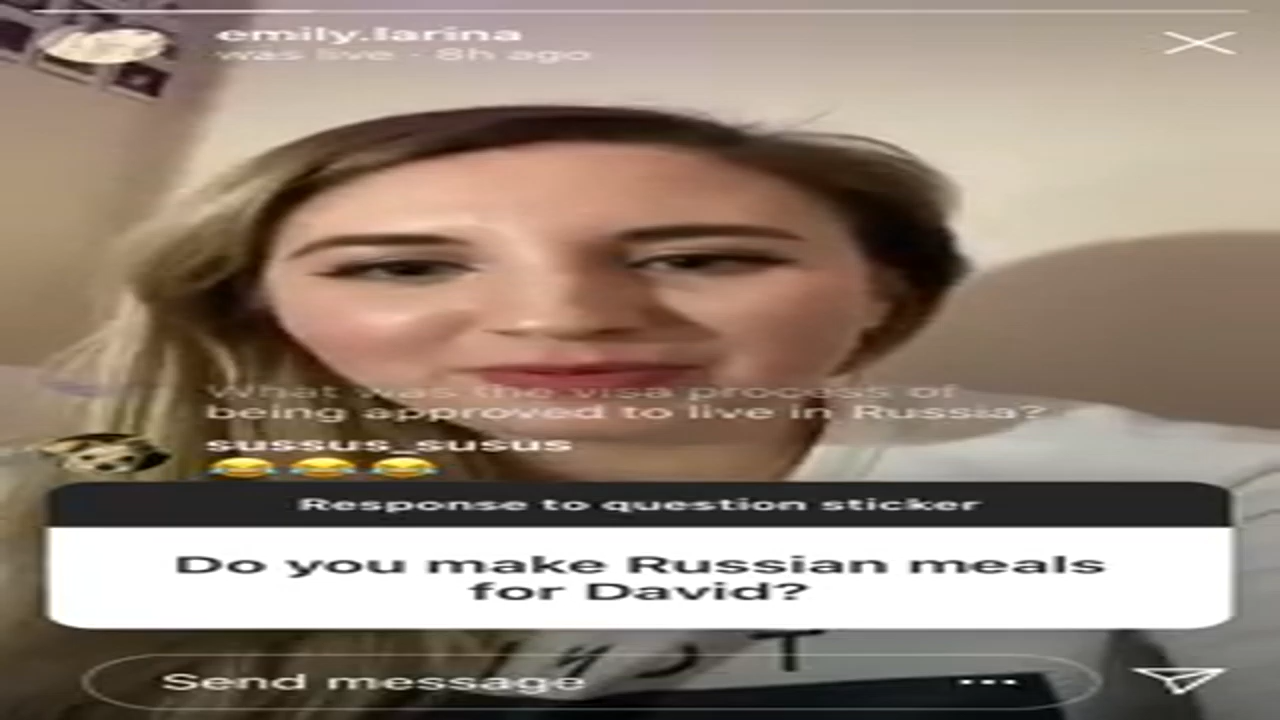 emily.larina
was live · 8h ago
What was the visa process of
being approved to live in Russia?
sussus_susus
😂😂😂
Response to question sticker
Do you make Russian meals
for David?
Send message